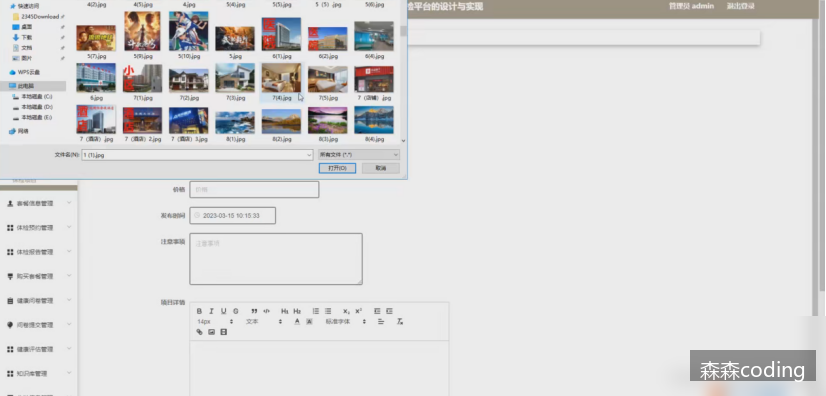 快速访问
2345Download
桌面
下载
文档
图片
WPS云盘
此电脑
本地磁盘 (C:)
本地磁盘 (D:)
本地磁盘 (E:)
网络
4(2).jpg 4(5).jpg 4.jpg 5(4).jpg 5 (5) .jpg 5(6).jpg
5(7).jpg 5(9).jpg 5(10).jpg 5.jpg 6(1).jpg 6(2).jpg 6(4).jpg
6.jpg 7(1).jpg 7(2).jpg 7(3).jpg 7(4).jpg 7(5).jpg 7 (店铺) .jpg
7 (酒店) .jpg 7 (酒店) 2.jpg 7 (酒店) 3.jpg 8(1).jpg 8(2).jpg 8(3).jpg 8(4).jpg
文件名(N): 1 (1).jpg 所有文件 (*.*)
打开(O) 取消
平台的设计与实现 管理员 admin 退出登录
套餐信息管理
体检预约管理
体检报告管理
购买套餐管理
健康问卷管理
问卷提交管理
健康评估管理
知识库管理
价格 价格
发布时间 2023-03-15 10:15:33
注意事项 注意事项
项目详情
B I U H1 H2 X₂ X²
14px 文本 A 标准字体
森森coding